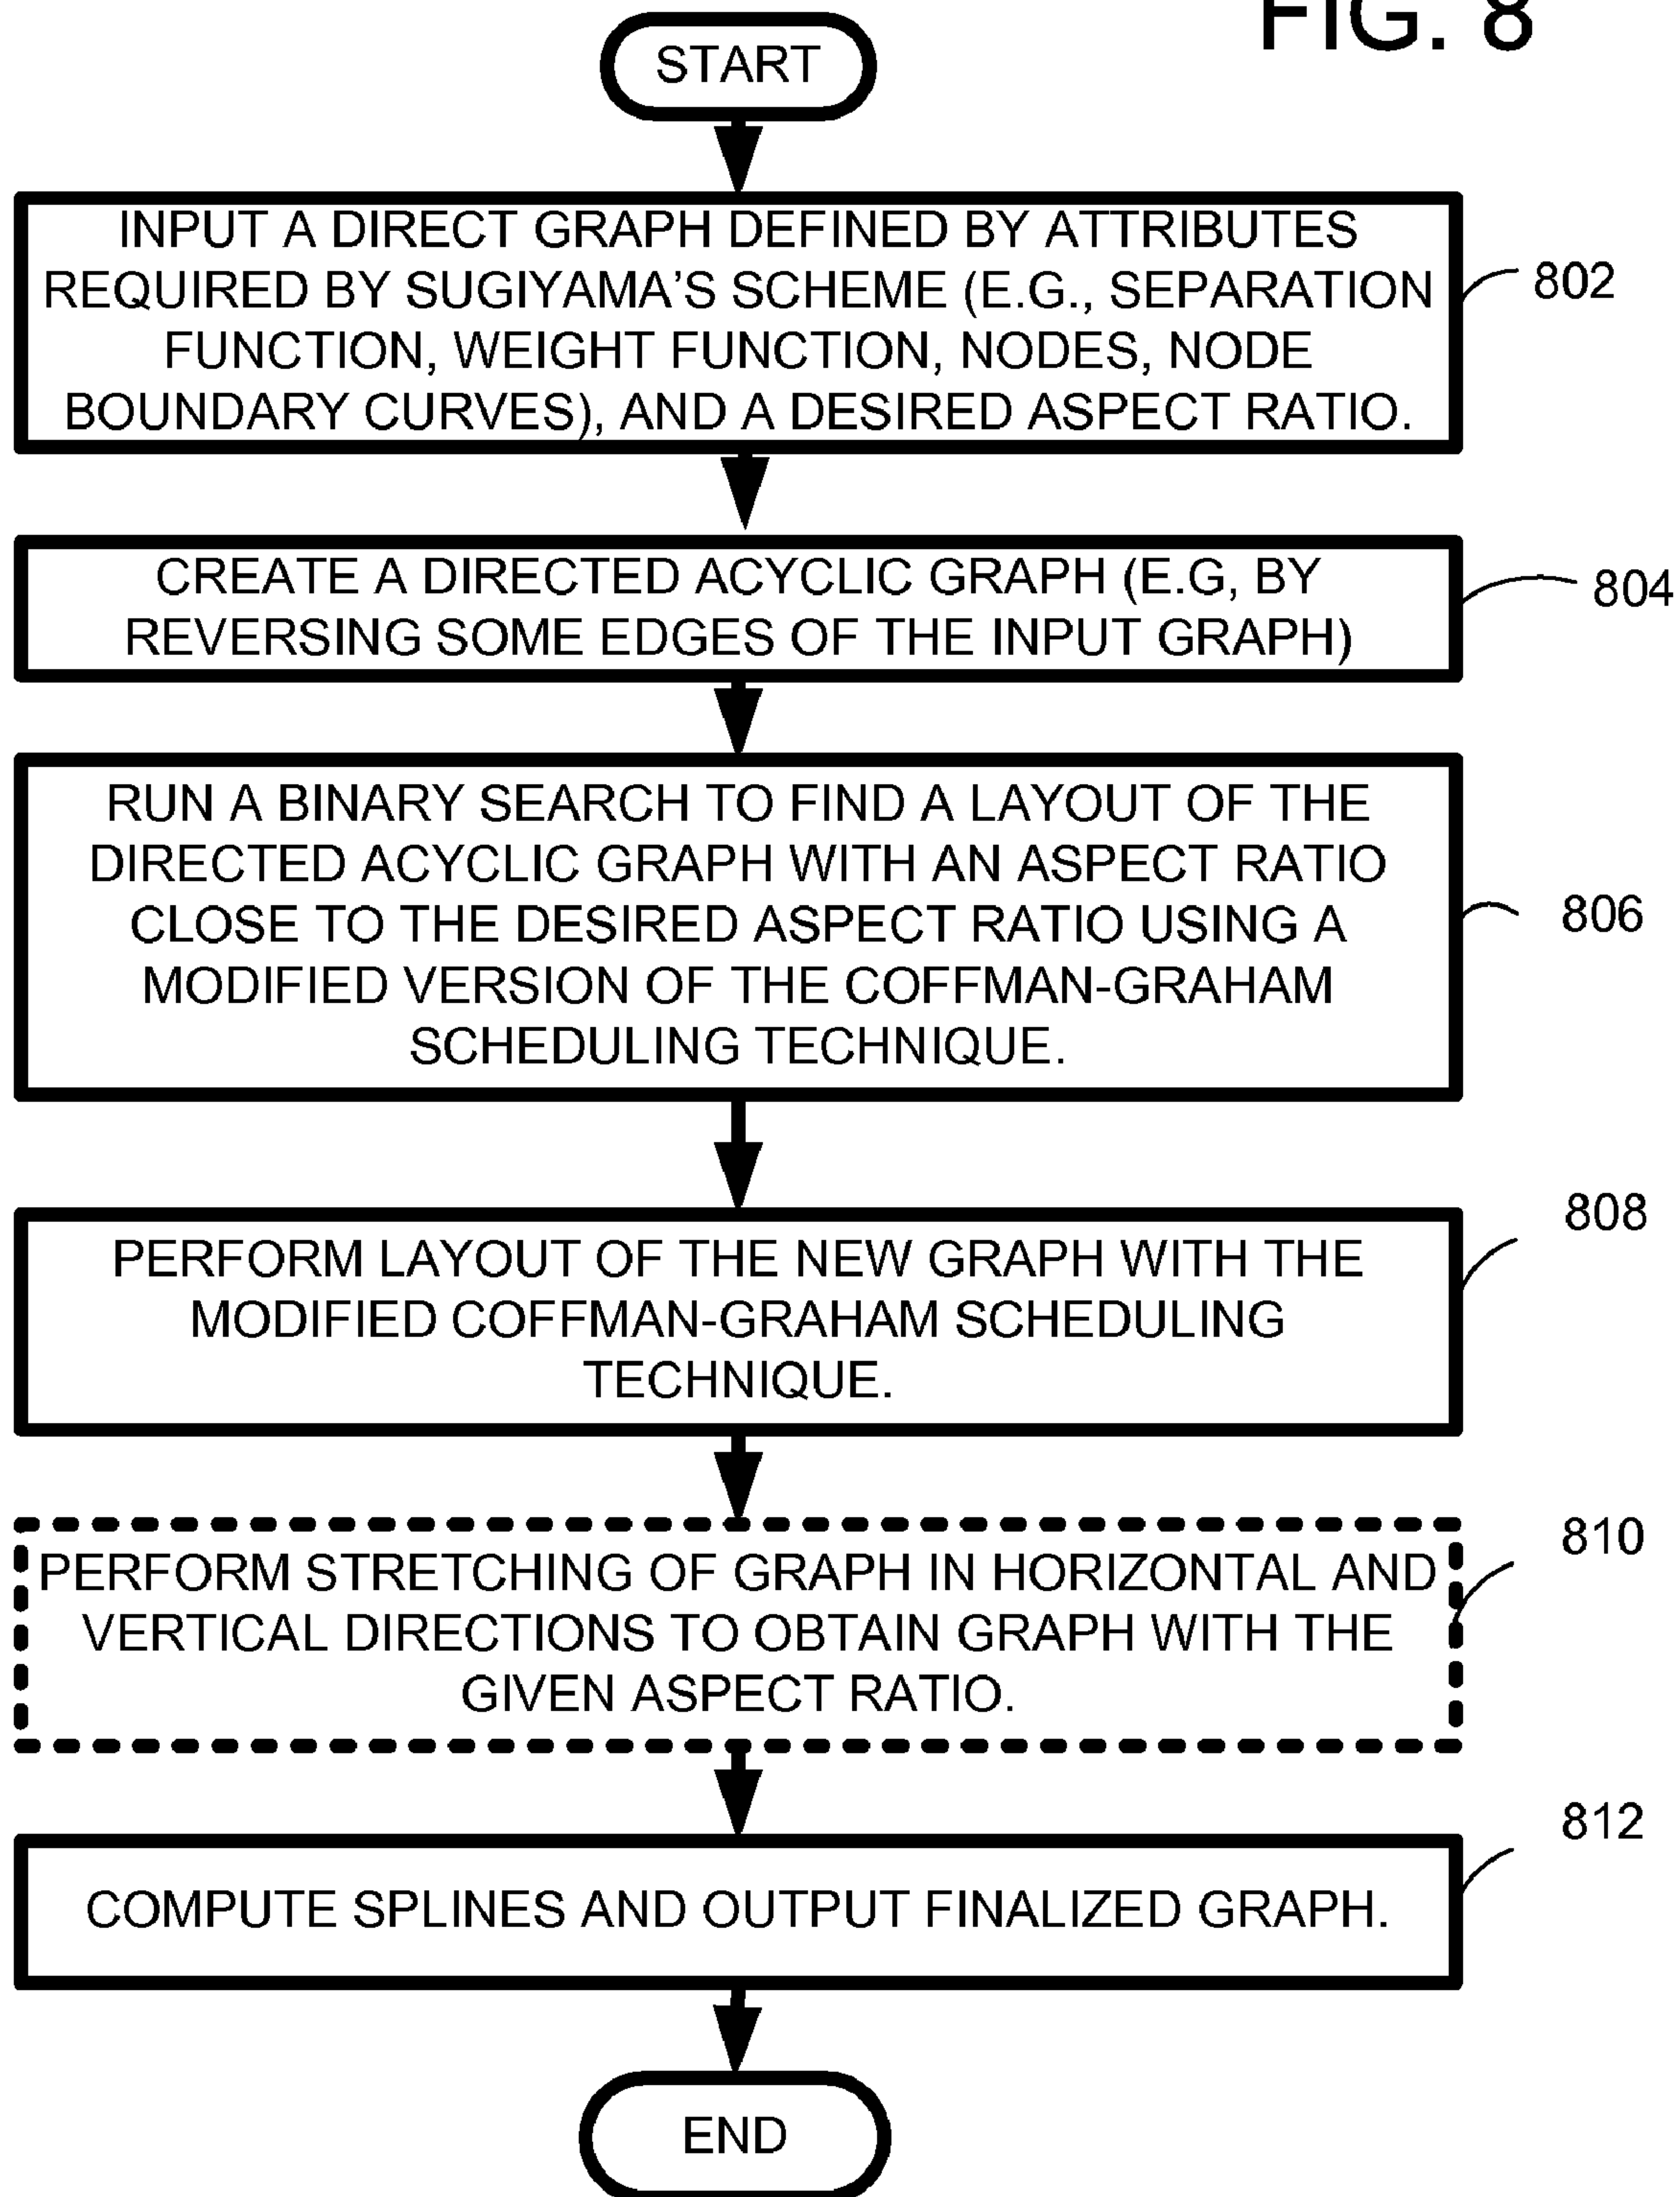 FIG. 8
START
INPUT A DIRECT GRAPH DEFINED BY ATTRIBUTES
REQUIRED BY SUGIYAMA'S SCHEME (E.G., SEPARATION
FUNCTION, WEIGHT FUNCTION, NODES, NODE
BOUNDARY CURVES), AND A DESIRED ASPECT RATIO.
802
CREATE A DIRECTED ACYCLIC GRAPH (E.G, BY
REVERSING SOME EDGES OF THE INPUT GRAPH)
804
RUN A BINARY SEARCH TO FIND A LAYOUT OF THE
DIRECTED ACYCLIC GRAPH WITH AN ASPECT RATIO
CLOSE TO THE DESIRED ASPECT RATIO USING A
MODIFIED VERSION OF THE COFFMAN-GRAHAM
SCHEDULING TECHNIQUE.
806
PERFORM LAYOUT OF THE NEW GRAPH WITH THE
MODIFIED COFFMAN-GRAHAM SCHEDULING
TECHNIQUE.
808
PERFORM STRETCHING OF GRAPH IN HORIZONTAL AND
VERTICAL DIRECTIONS TO OBTAIN GRAPH WITH THE
GIVEN ASPECT RATIO.
810
COMPUTE SPLINES AND OUTPUT FINALIZED GRAPH.
812
END